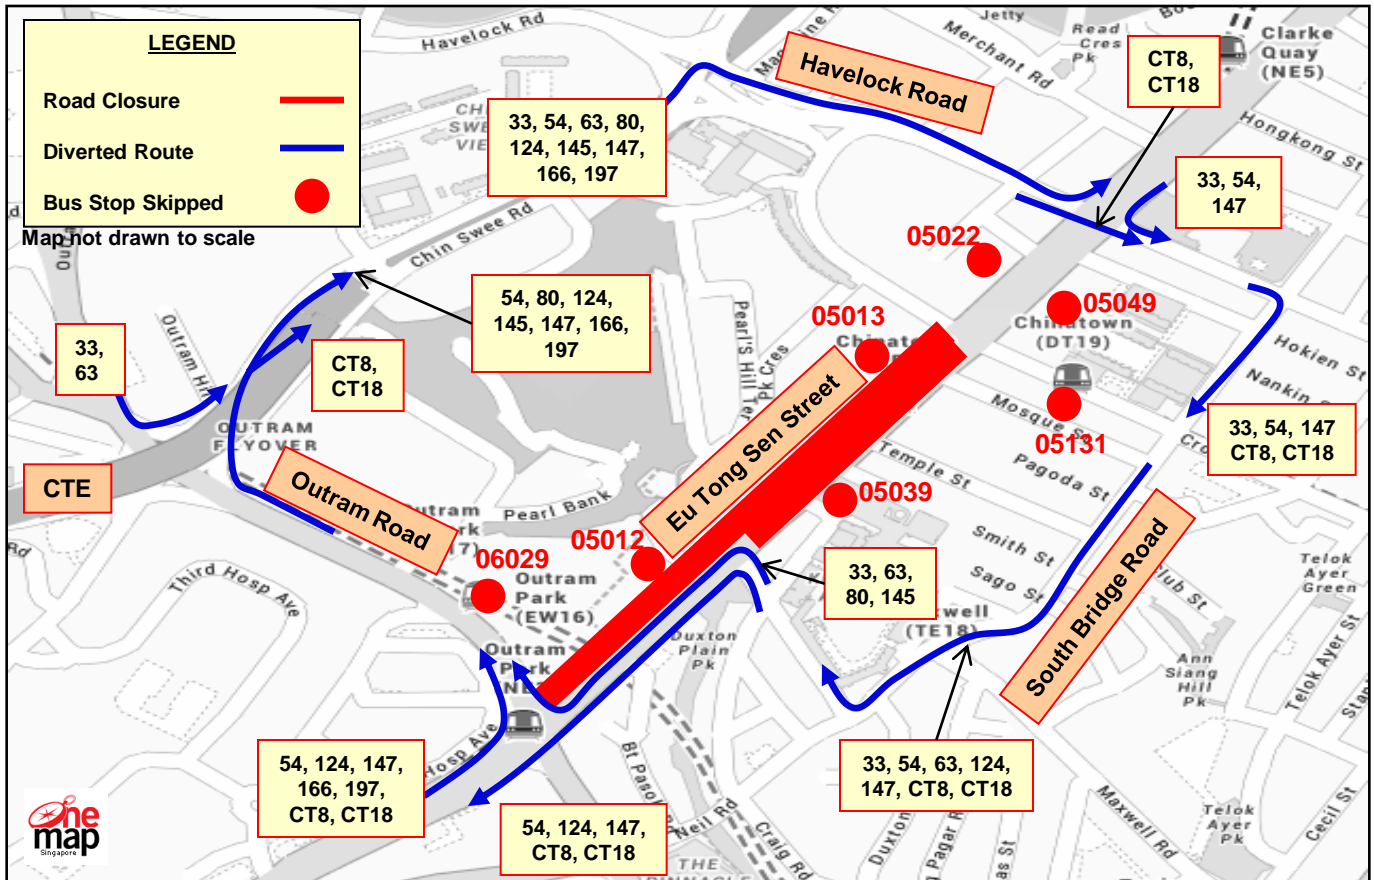 LEGEND
Road Closure
Diverted Route
Bus Stop Skipped
Map not drawn to scale
Havelock Rd
Jetty
Merchant Rd
Read
Cres
Pk
Clarke
Quay
(NE5)
Hongkong St
CT8,
CT18
Havelock Road
33, 54, 63, 80,
124, 145, 147,
166, 197
33, 54,
147
Chin Swee Rd
05022
05049
05013
Chinatown
(DT19)
54, 80, 124,
145, 147, 166,
197
33,
63
CT8,
CT18
Outram Hill
OUTRAM
FLYOVER
Pearl'S Hill Ter
Pk Cres
Hokien St
Nankin
Mosque St
05131
33, 54, 147
CT8, CT18
CTE
Outram Road
Eu Tong Sen Street
Temple St
Pagoda St
05039
Pearl Bank
Smith St
Sago St
South Bridge Road
05012
06029
Outram
Park
(EW16)
Third Hosp Ave
33, 63,
80, 145
(TE18)
Telok
Ayer
Green
Telok Ayer St
Duxton
Plain
Pk
Outram
Park
Ann
Siang
Hill
Pk
Hosp Ave
54, 124, 147,
166, 197,
CT8, CT18
33, 54, 63, 124,
147, CT8, CT18
54, 124, 147,
CT8, CT18
Neil Rd
Craig Rd
Duxton
Maxwell Rd
Telok
Ayer
Pk
Cecil St
THE
PINNACLE
One
map
Singapore